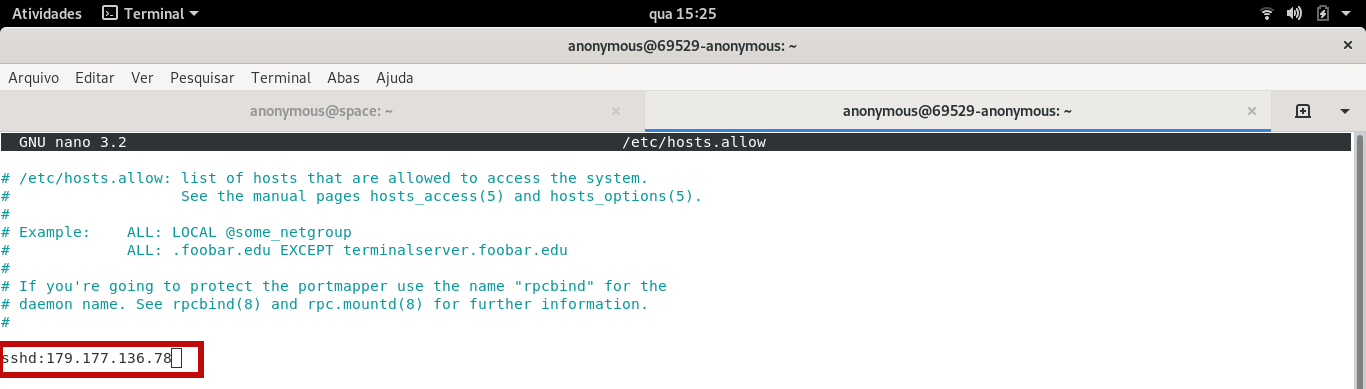 Atividades Terminal qua 15:25
anonymous@69529-anonymous: ~
Arquivo Editar Ver Pesquisar Terminal Abas Ajuda
anonymous@space: ~ anonymous@69529-anonymous: ~
GNU nano 3.2 /etc/hosts.allow
# /etc/hosts.allow: list of hosts that are allowed to access the system.
# See the manual pages hosts_access(5) and hosts_options(5).
#
# Example: ALL: LOCAL @some_netgroup
# ALL: .foobar.edu EXCEPT terminalserver.foobar.edu
#
# If you're going to protect the portmapper use the name "rpcbind" for the
# daemon name. See rpcbind(8) and rpc.mountd(8) for further information.
#
sshd:179.177.136.78